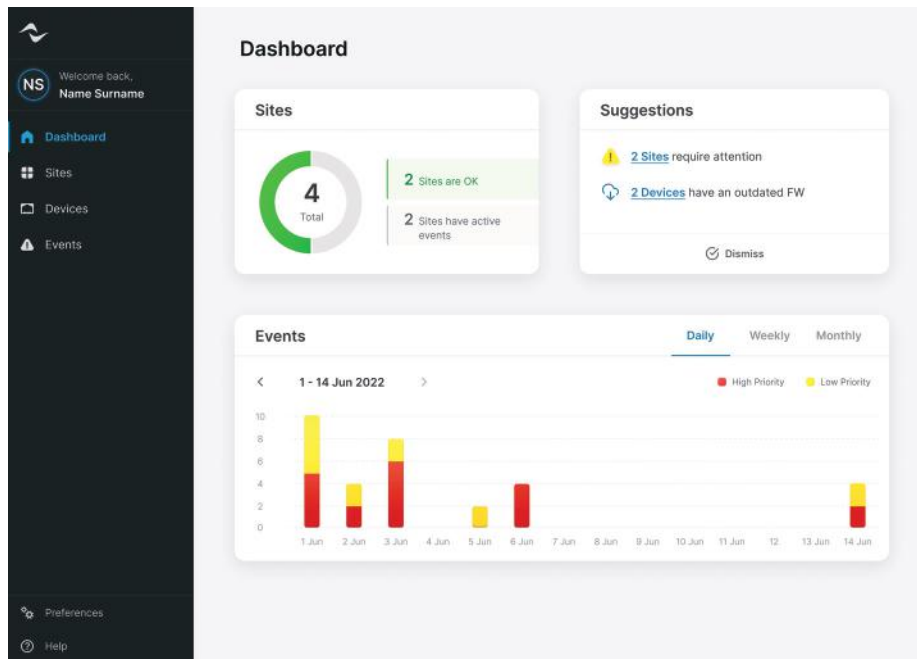 NS
Welcome back,
Name Surname
Dashboard
Sites
Devices
Events
Preferences
Help
Dashboard
Sites
4
Total
2 Sites are OK
2 Sites have active
events
Suggestions
2 Sites require attention
2 Devices have an outdated FW
Dismiss
Events
Daily Weekly Monthly
1 - 14 Jun 2022
High Priority Low Priority
10
8
6
4
2
0
1 Jun 2 Jun 3 Jun 4 Jun 5 Jun 6 Jun 7 Jun 8 Jun 9 Jun 10 Jun 11 Jun 12 13 Jun 14 Jun